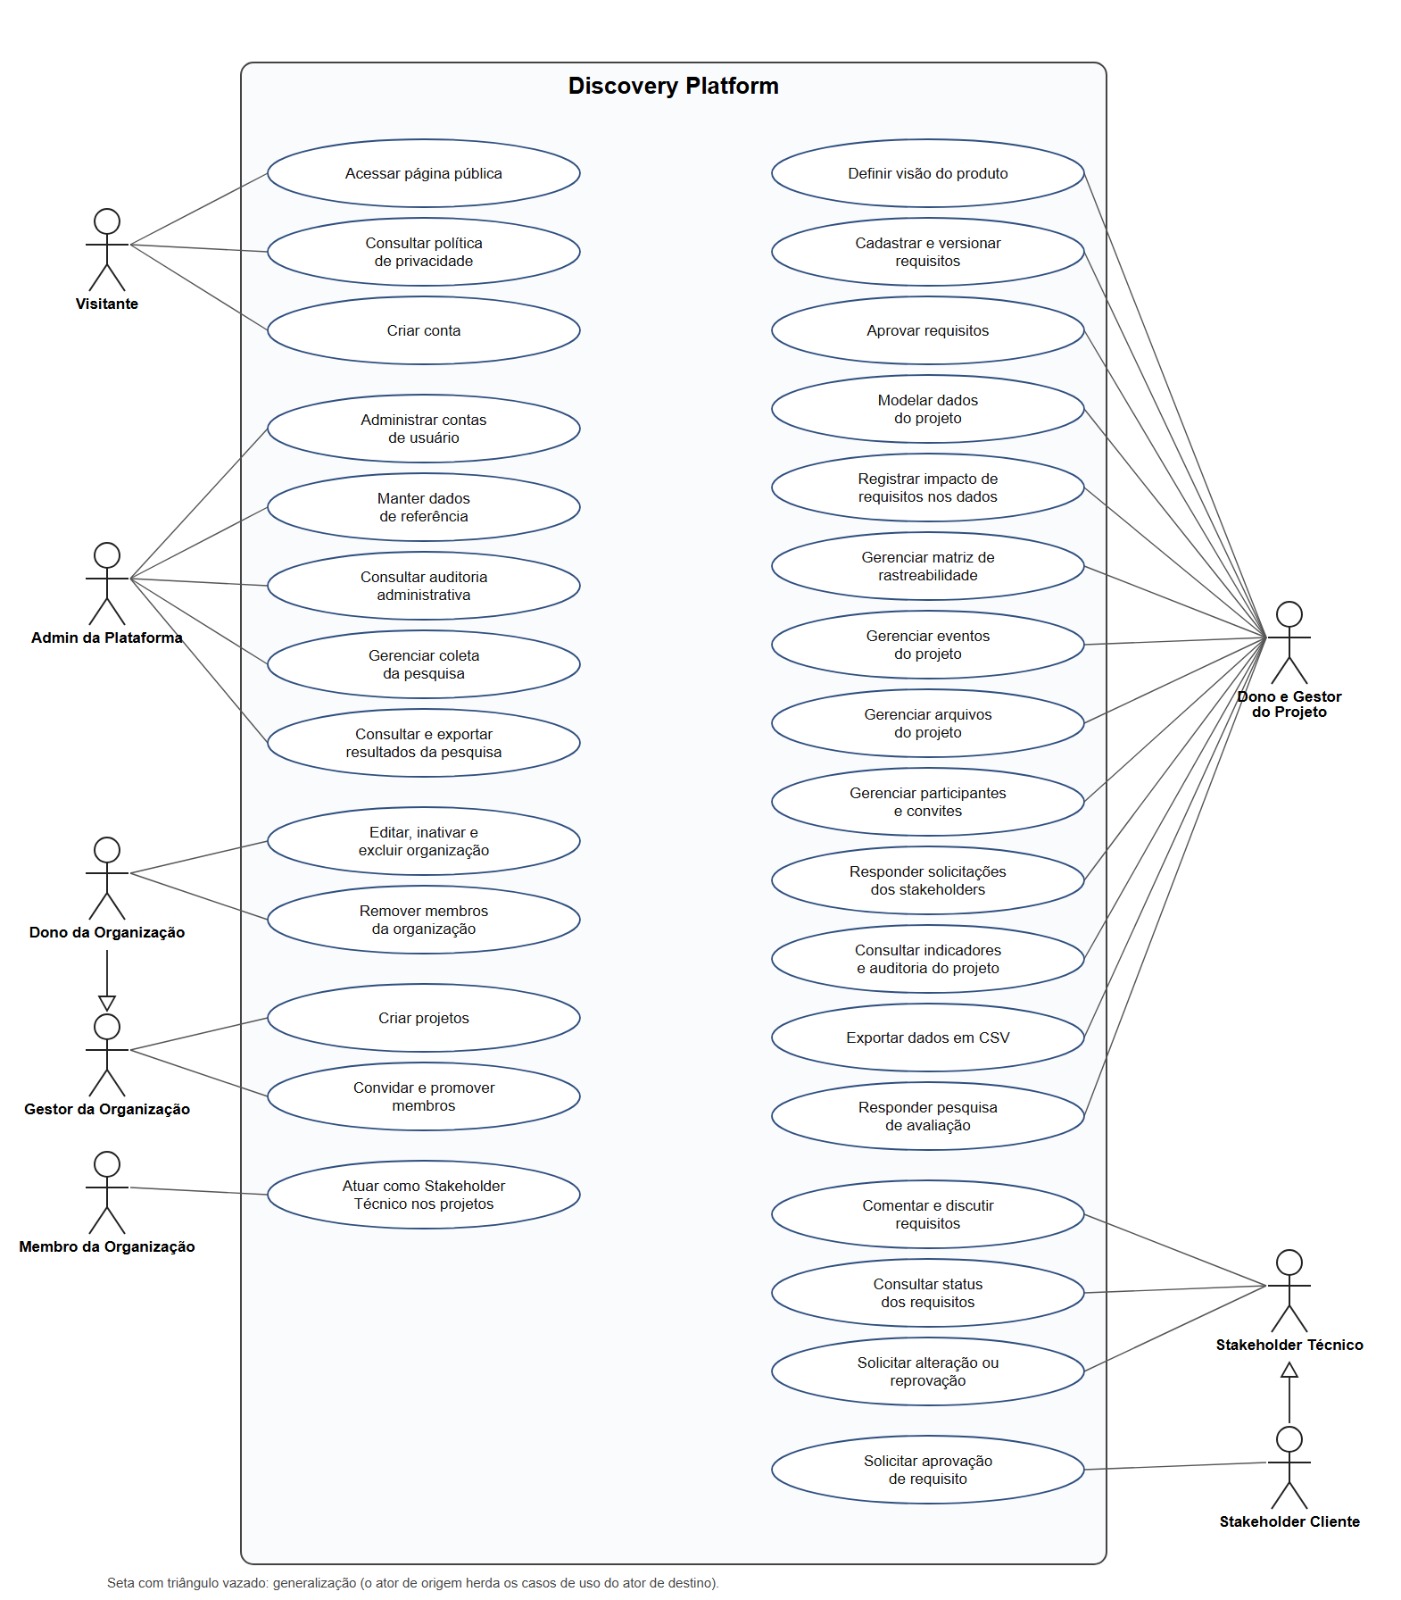 Discovery Platform
Acessar página pública
Consultar política
de privacidade
Criar conta
Visitante
Administrar contas
de usuário
Manter dados
de referência
Consultar auditoria
administrativa
Gerenciar coleta
da pesquisa
Consultar e exportar
resultados da pesquisa
Admin da Plataforma
Editar, inativar e
excluir organização
Remover membros
da organização
Dono da Organização
Criar projetos
Convidar e promover
membros
Gestor da Organização
Atuar como Stakeholder
Técnico nos projetos
Membro da Organização
Definir visão do produto
Cadastrar e versionar
requisitos
Aprovar requisitos
Modelar dados
do projeto
Registrar impacto de
requisitos nos dados
Gerenciar matriz de
rastreabilidade
Gerenciar eventos
do projeto
Gerenciar arquivos
do projeto
Gerenciar participantes
e convites
Responder solicitações
dos stakeholders
Consultar indicadores
e auditoria do projeto
Exportar dados em CSV
Responder pesquisa
de avaliação
Dono e Gestor
do Projeto
Comentar e discutir
requisitos
Consultar status
dos requisitos
Solicitar alteração ou
reprovação
Stakeholder Técnico
Solicitar aprovação
de requisito
Stakeholder Cliente
Seta com triângulo vazado: generalização (o ator de origem herda os casos de uso do ator de destino).